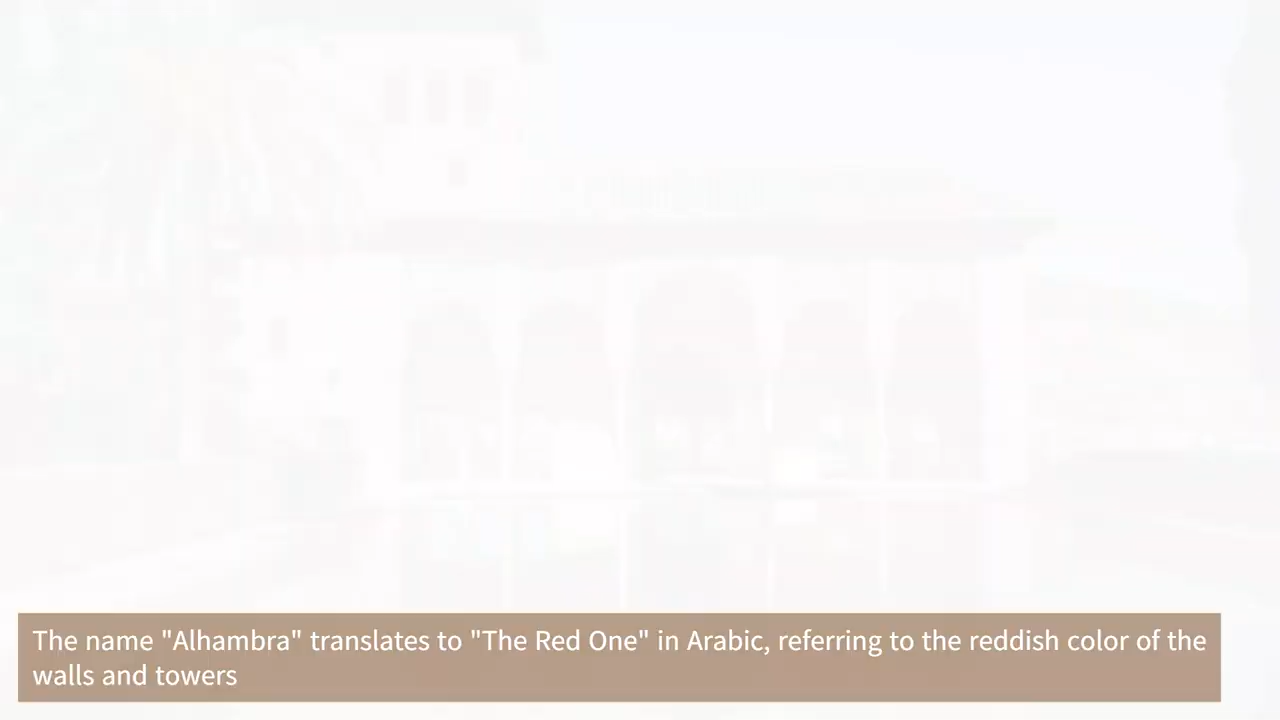 The name "Alhambra" translates to "The Red One" in Arabic, referring to the reddish color of the
walls and towers